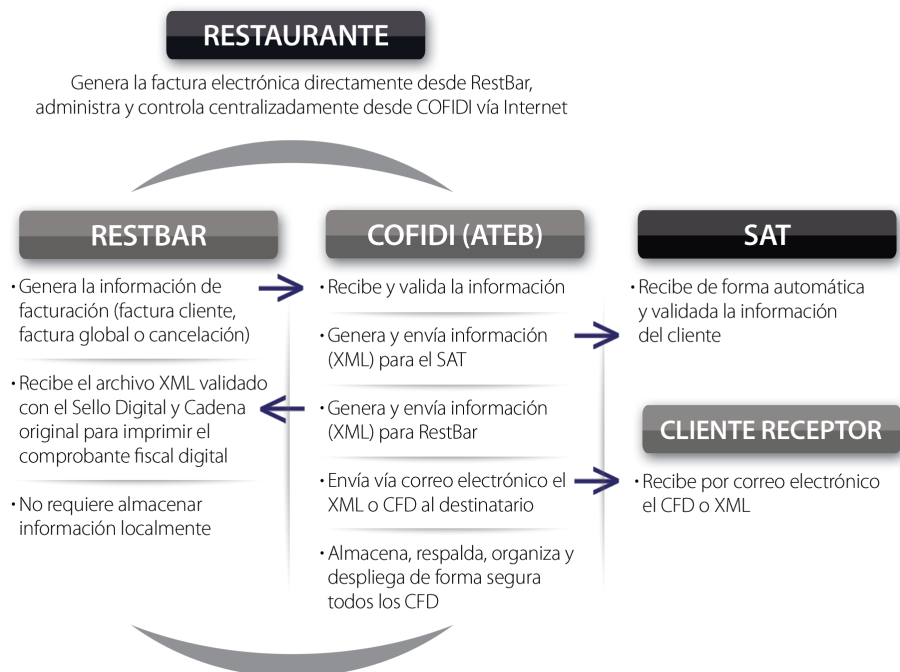 RESTAURANTE
Genera la factura electrónica directamente desde RestBar,
administra y controla centralizadamente desde COFIDI vía Internet
RESTBAR
• Genera la información de
facturación (factura cliente,
factura global o cancelación)
• Recibe el archivo XML validado
con el Sello Digital y Cadena
original para imprimir el
comprobante fiscal digital
• No requiere almacenar
información localmente
COFIDI (ATEB)
• Recibe y valida la información
• Genera y envía información
(XML) para el SAT
• Genera y envía información
(XML) para RestBar
• Envía vía correo electrónico el
XML o CFD al destinatario
• Almacena, respalda, organiza y
despliega de forma segura
todos los CFD
SAT
• Recibe de forma automática
y validada la información
del cliente
CLIENTE RECEPTOR
• Recibe por correo electrónico
el CFD o XML